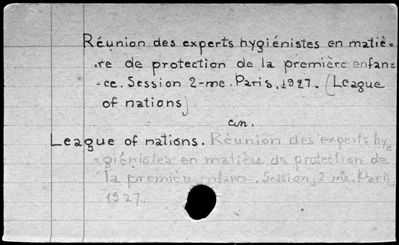 Réunion des experts hygiénistes en matiè=
=re de protection de la première enfan=
=ce. Session 2-me. Paris, 1927. (League
of nations)
an.
League of nations. Réunion des experts hy=
=giénistes en matière de protection de
la première enfance. Session, 2 me. Paris,
1927.